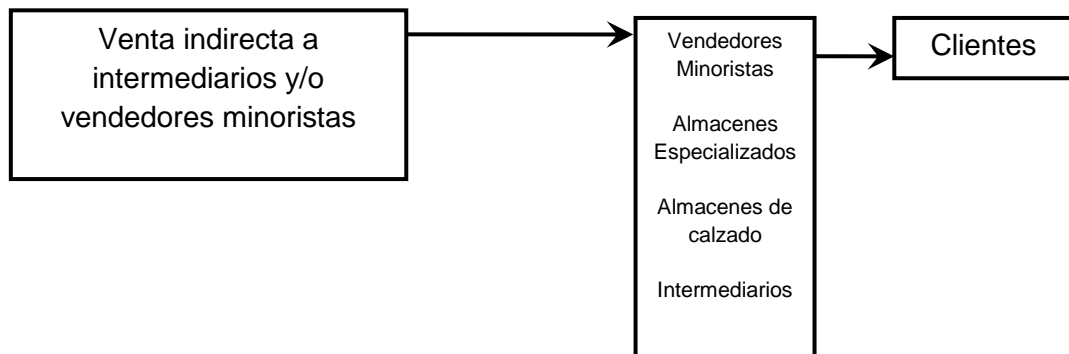 Venta indirecta a
intermediarios y/o
vendedores minoristas
Vendedores
Minoristas
Almacenes
Especializados
Almacenes de
calzado
Intermediarios
Clientes